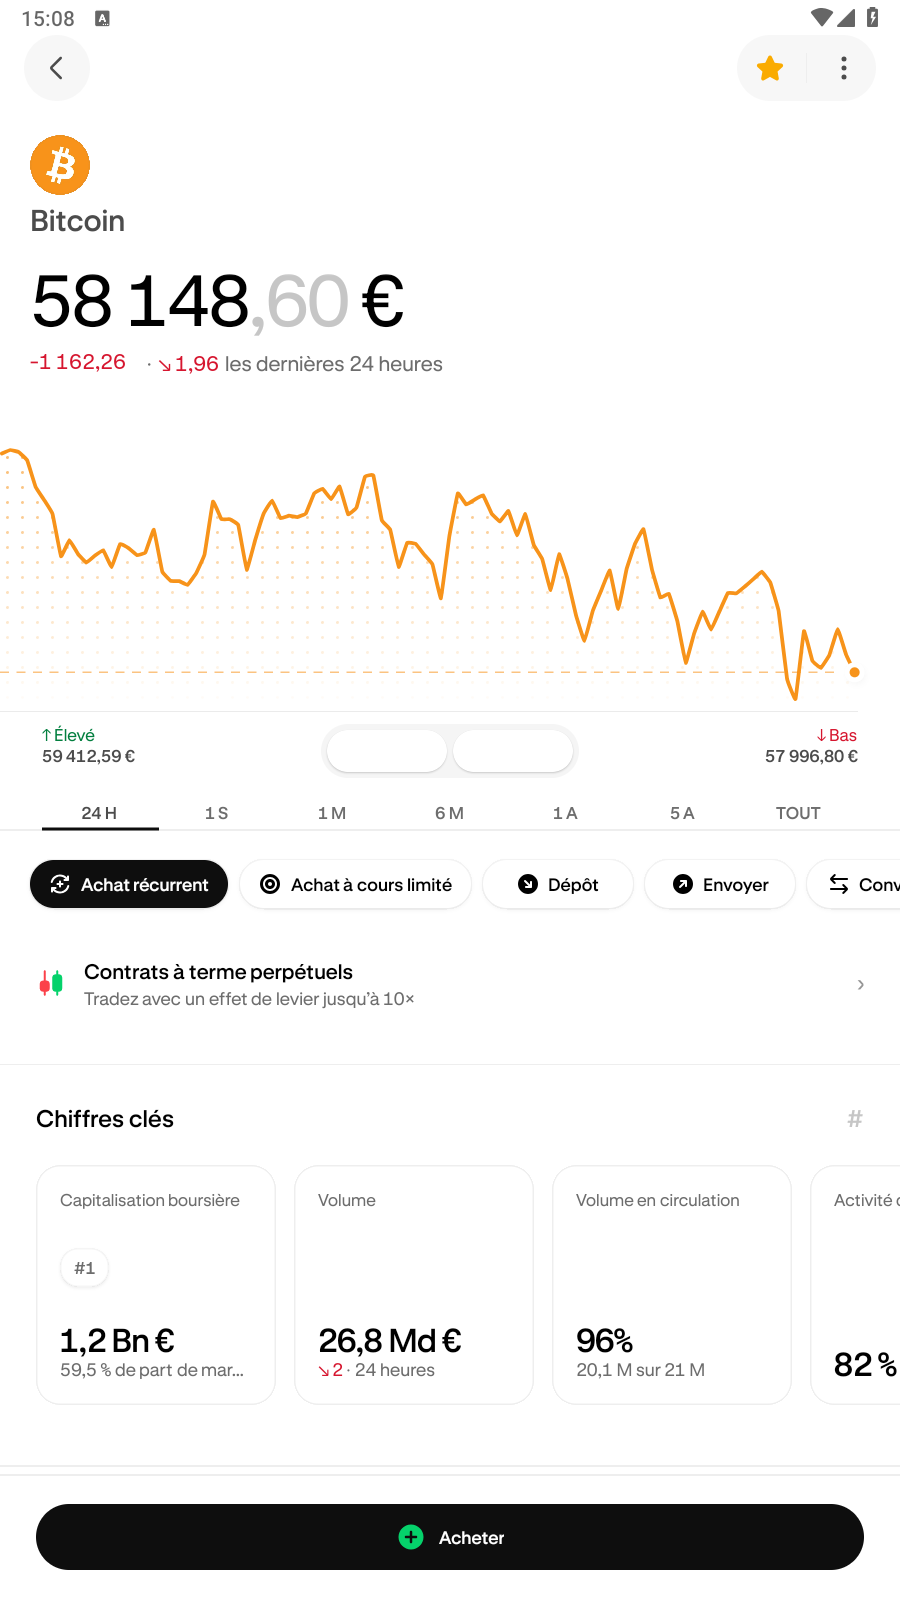 15:08
A
Bitcoin
58 148,60 €
-1 162,26 · ↘ 1,96 les dernières 24 heures
↑ Élevé
59 412,59 €
↓ Bas
57 996,80 €
24 H 1 S 1 M 6 M 1 A 5 A TOUT
Achat récurrent
Achat à cours limité
Dépôt
Envoyer
Conv
Contrats à terme perpétuels
Tradez avec un effet de levier jusqu'à 10×
Chiffres clés
#
Capitalisation boursière
#1
1,2 Bn €
59,5 % de part de mar...
Volume
26,8 Md €
↘ 2 · 24 heures
Volume en circulation
96%
20,1 M sur 21 M
Activité
82 %
Acheter